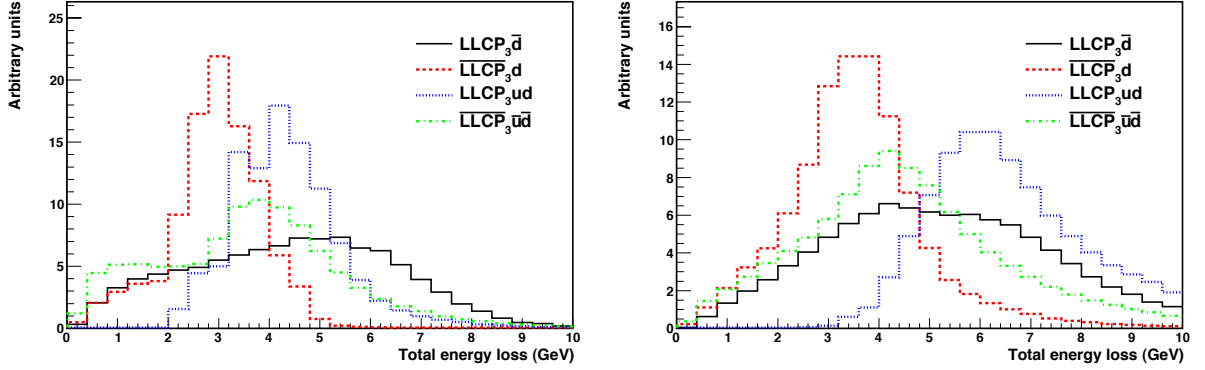 Arbitrary units
25
20
15
10
5
0
0 1 2 3 4 5 6 7 8 9 10
Total energy loss (GeV)
LLCP₃d̅
L̅L̅C̅P̅₃d
LLCP₃ud
L̅L̅C̅P̅₃u̅d̅
Arbitrary units
16
14
12
10
8
6
4
2
0
0 1 2 3 4 5 6 7 8 9 10
Total energy loss (GeV)
LLCP₃d̅
L̅L̅C̅P̅₃d
LLCP₃ud
L̅L̅C̅P̅₃u̅d̅